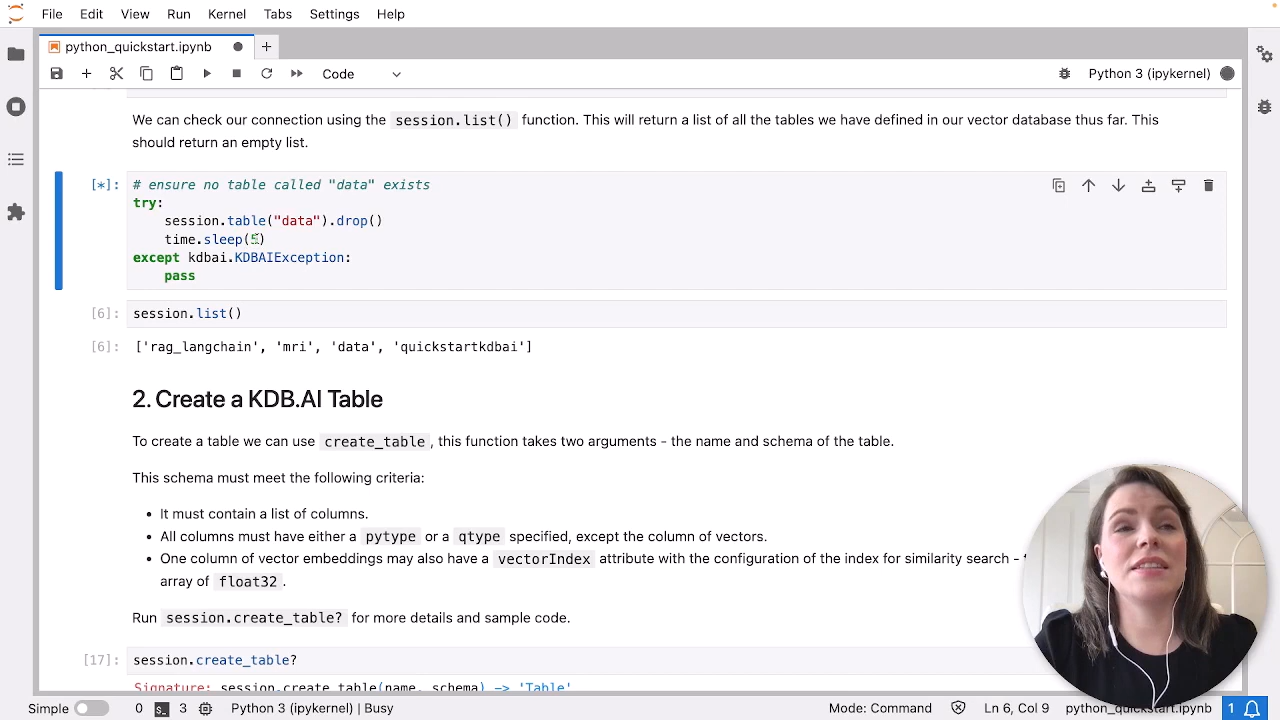 File Edit View Run Kernel Tabs Settings Help
python_quickstart.ipynb
Code
Python 3 (ipykernel)
We can check our connection using the session.list() function. This will return a list of all the tables we have defined in our vector database thus far. This
should return an empty list.
[*]: # ensure no table called "data" exists
try:
session.table("data").drop()
time.sleep(5)
except kdbai.KDBAIException:
pass
[6]: session.list()
[6]: ['rag_langchain', 'mri', 'data', 'quickstartkdbai']
2. Create a KDB.AI Table
To create a table we can use create_table, this function takes two arguments - the name and schema of the table.
This schema must meet the following criteria:
• It must contain a list of columns.
• All columns must have either a pytype or a qtype specified, except the column of vectors.
• One column of vector embeddings may also have a vectorIndex attribute with the configuration of the index for similarity search -
array of float32.
Run session.create_table? for more details and sample code.
[17]: session.create_table?
Signature: session.create_table(name, schema) -> 'Table'
Simple 0 3 Python 3 (ipykernel) | Busy Mode: Command Ln 6, Col 9 python_quickstart.ipynb 1